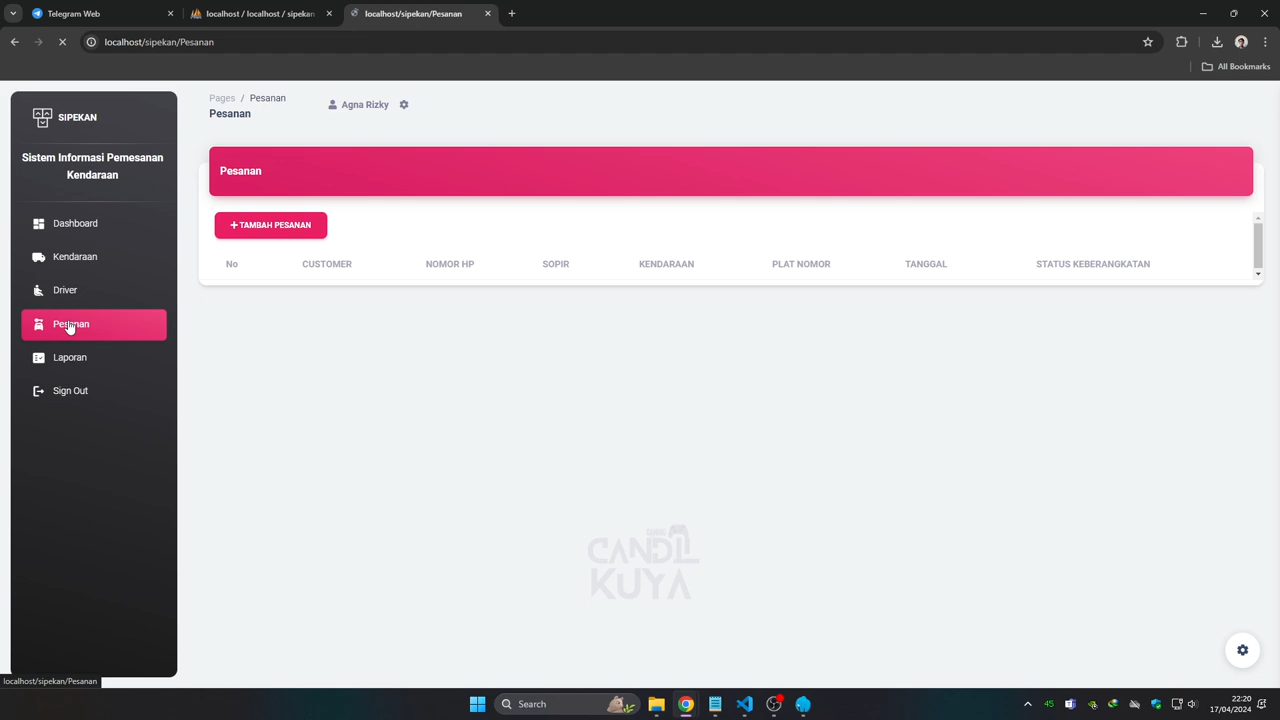 Telegram Web
localhost / localhost / sipekan
localhost/sipekan/Pesanan
localhost/sipekan/Pesanan
All Bookmarks
SIPEKAN
Sistem Informasi Pemesanan
Kendaraan
Dashboard
Kendaraan
Driver
Pesanan
Laporan
Sign Out
Pages / Pesanan
Pesanan
Agna Rizky
Pesanan
TAMBAH PESANAN
No CUSTOMER NOMOR HP SOPIR KENDARAAN PLAT NOMOR TANGGAL STATUS KEBERANGKATAN
CANDIL
KUYA
localhost/sipekan/Pesanan
Search
45
22:20
17/04/2024